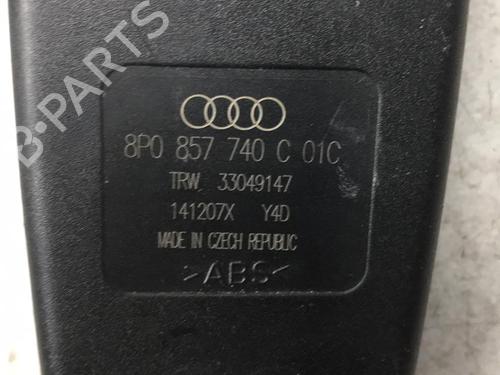 B-PARTS
8P0 857 740 C 01C
TRW 33049147
141207X Y4D
MADE IN CZECH REPUBLIC
>ABS<